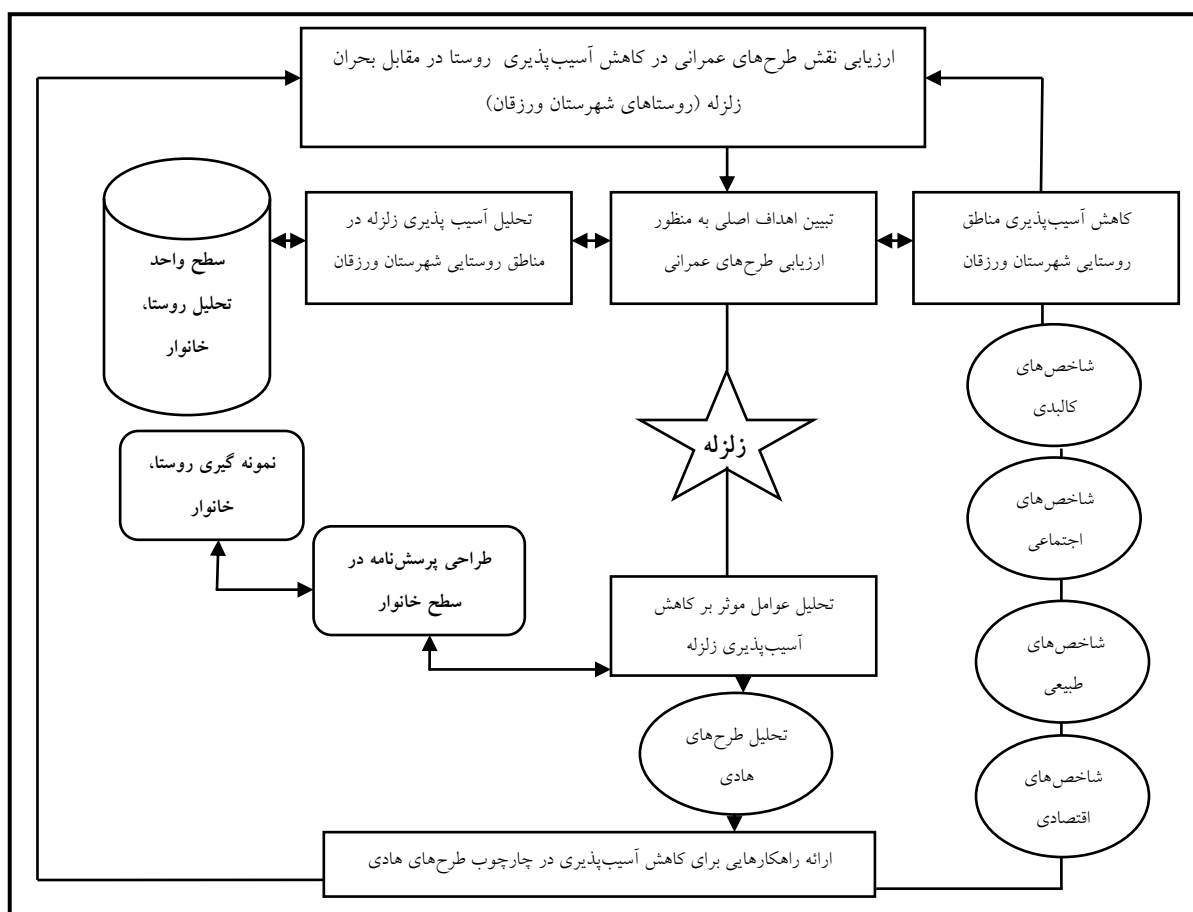 ارزیابی نقش طرح‌های عمرانی در کاهش آسیب‌پذیری روستا در مقابل بحران
زلزله (روستاهای شهرستان ورزقان)
کاهش آسیب‌پذیری مناطق
روستایی شهرستان ورزقان
تبیین اهداف اصلی به منظور
ارزیابی طرح‌های عمرانی
تحلیل آسیب پذیری زلزله در
مناطق روستایی شهرستان ورزقان
سطح واحد
تحلیل روستا،
خانوار
شاخص‌های
کالبدی
زلزله
نمونه گیری روستا،
خانوار
شاخص‌های
اجتماعی
طراحی پرسش‌نامه در
سطح خانوار
تحلیل عوامل موثر بر کاهش
آسیب‌پذیری زلزله
شاخص‌های
طبیعی
تحلیل طرح‌های
هادی
شاخص‌های
اقتصادی
ارائه راهکارهایی برای کاهش آسیب‌پذیری در چارچوب طرح‌های هادی